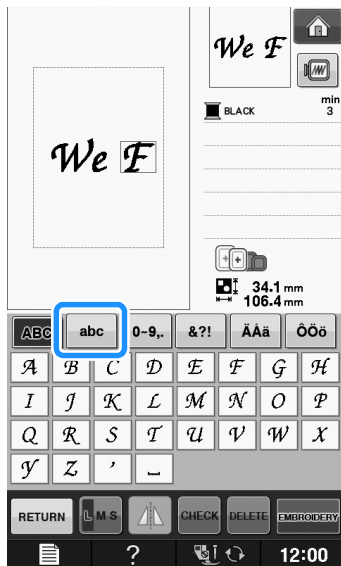 We F
BLACK
min
3
We F
34.1 mm
106.4 mm
ABC abc 0~9,. &?! ÄÅä ÔÖö
A B C D E F G H
I J K L M N O P
Q R S T U V W X
Y Z ’ ⎵
RETURN L M S CHECK DELETE EMBROIDERY
? 12:00